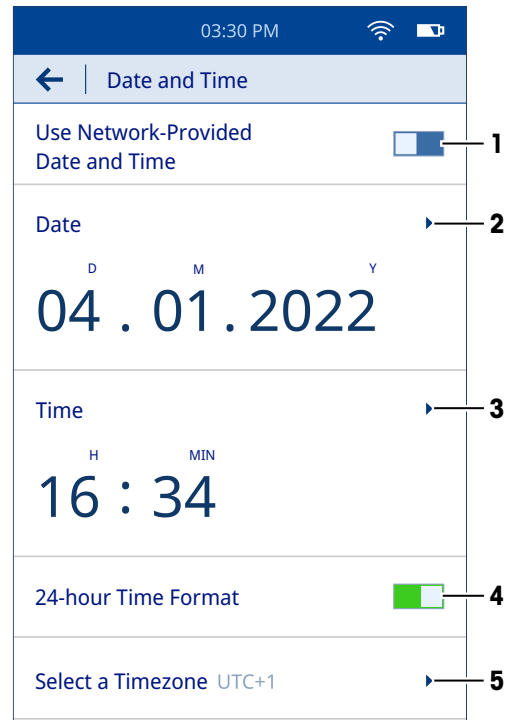 03:30 PM
Date and Time
Use Network-Provided
Date and Time
1
Date
2
D M Y
04 . 01 . 2022
Time
3
H MIN
16 : 34
24-hour Time Format
4
Select a Timezone UTC+1
5